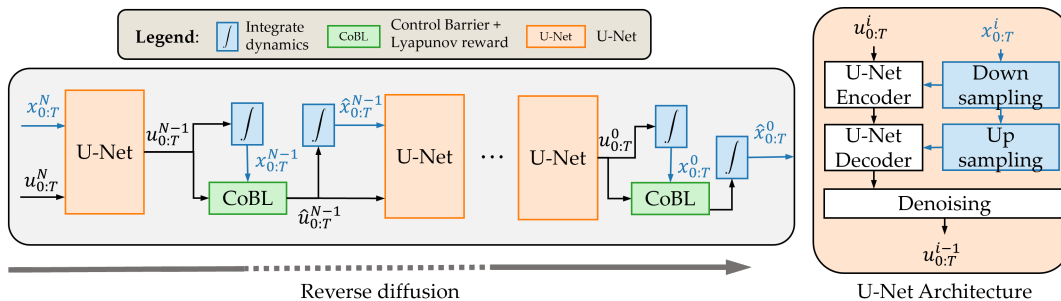 Legend: ∫ Integrate dynamics CoBL Control Barrier + Lyapunov reward U-Net U-Net
x^N_{0:T}
u^N_{0:T}
U-Net
u^{N-1}_{0:T}
∫
x^{N-1}_{0:T}
CoBL
û^{N-1}_{0:T}
∫
x̂^{N-1}_{0:T}
U-Net
...
U-Net
u^0_{0:T}
∫
x^0_{0:T}
CoBL
∫
x̂^0_{0:T}
Reverse diffusion
u^i_{0:T}
x^i_{0:T}
U-Net
Encoder
Down
sampling
U-Net
Decoder
Up
sampling
Denoising
u^{i-1}_{0:T}
U-Net Architecture